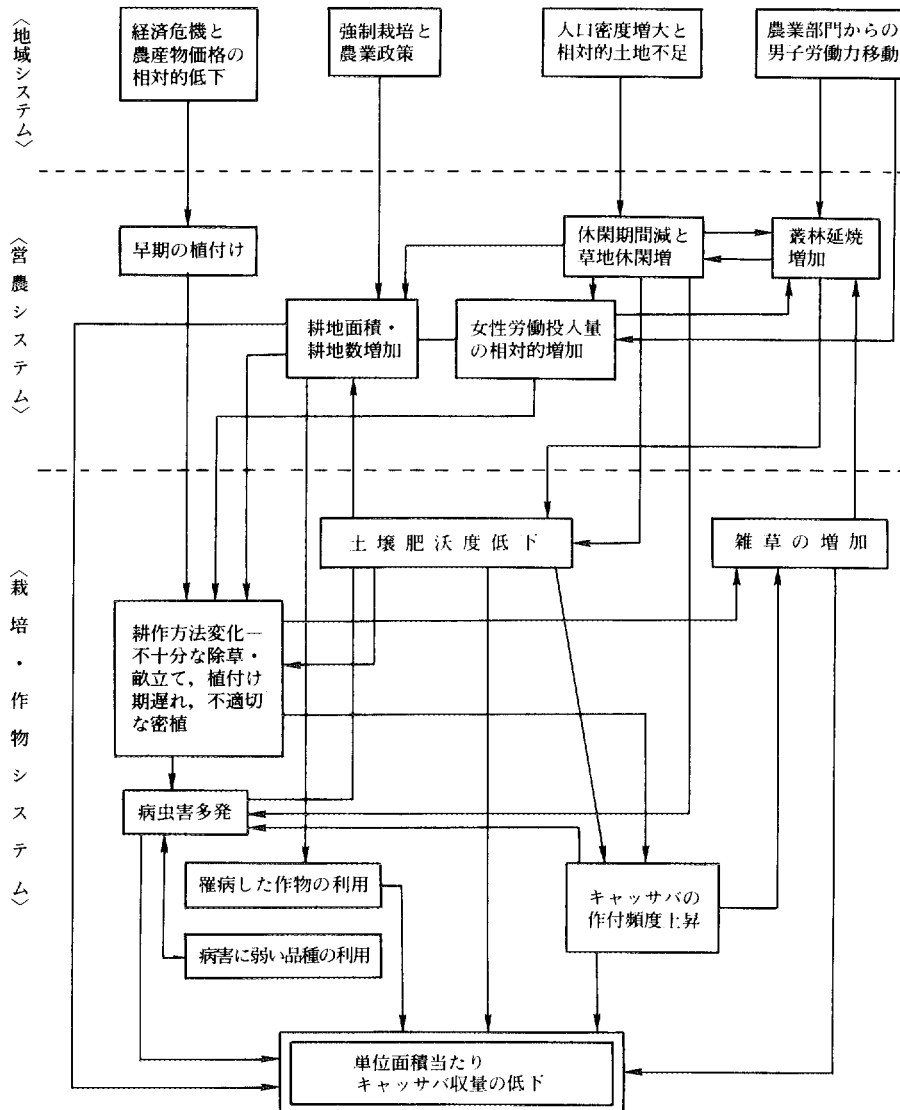 〈地域システム〉
経済危機と
農産物価格の
相対的低下
強制栽培と
農業政策
人口密度増大と
相対的土地不足
農業部門からの
男子労働力移動
〈営農システム〉
早期の植付け
休閑期間減と
草地休閑増
叢林延焼
増加
耕地面積・
耕地数増加
女性労働投入量
の相対的増加
〈栽培・作物システム〉
土壌肥沃度低下
雑草の増加
耕作方法変化―
不十分な除草・
畝立て，植付け
期遅れ，不適切
な密植
病虫害多発
罹病した作物の利用
病害に弱い品種の利用
キャッサバの
作付頻度上昇
単位面積当たり
キャッサバ収量の低下